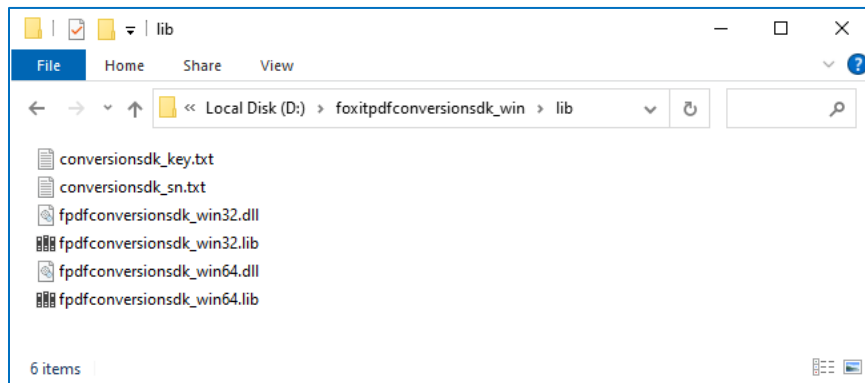 lib
File Home Share View
« Local Disk (D:) > foxitpdfconversionsdk_win > lib
conversionsdk_key.txt
conversionsdk_sn.txt
fpdfconversionsdk_win32.dll
fpdfconversionsdk_win32.lib
fpdfconversionsdk_win64.dll
fpdfconversionsdk_win64.lib
6 items